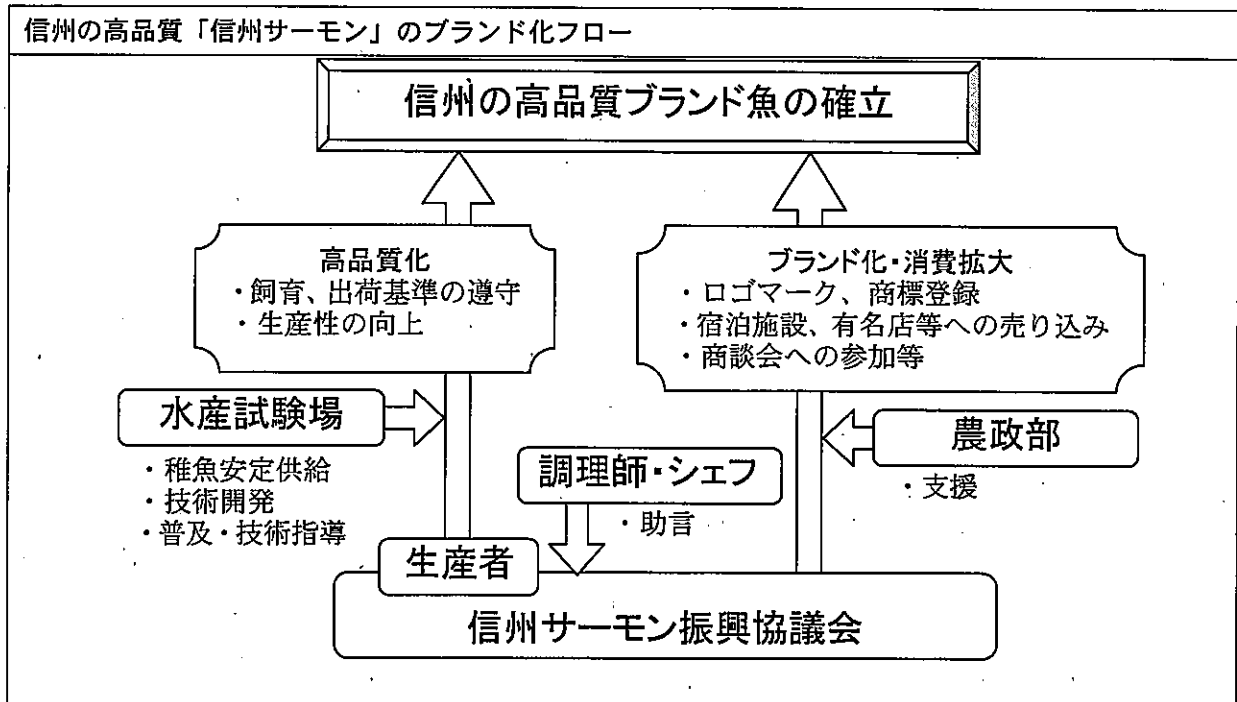 信州の高品質「信州サーモン」のブランド化フロー
信州の高品質ブランド魚の確立
高品質化
・飼育、出荷基準の遵守
・生産性の向上
ブランド化・消費拡大
・ロゴマーク、商標登録
・宿泊施設、有名店等への売り込み
・商談会への参加等
水産試験場
・稚魚安定供給
・技術開発
・普及・技術指導
調理師・シェフ
・助言
農政部
・支援
生産者
信州サーモン振興協議会